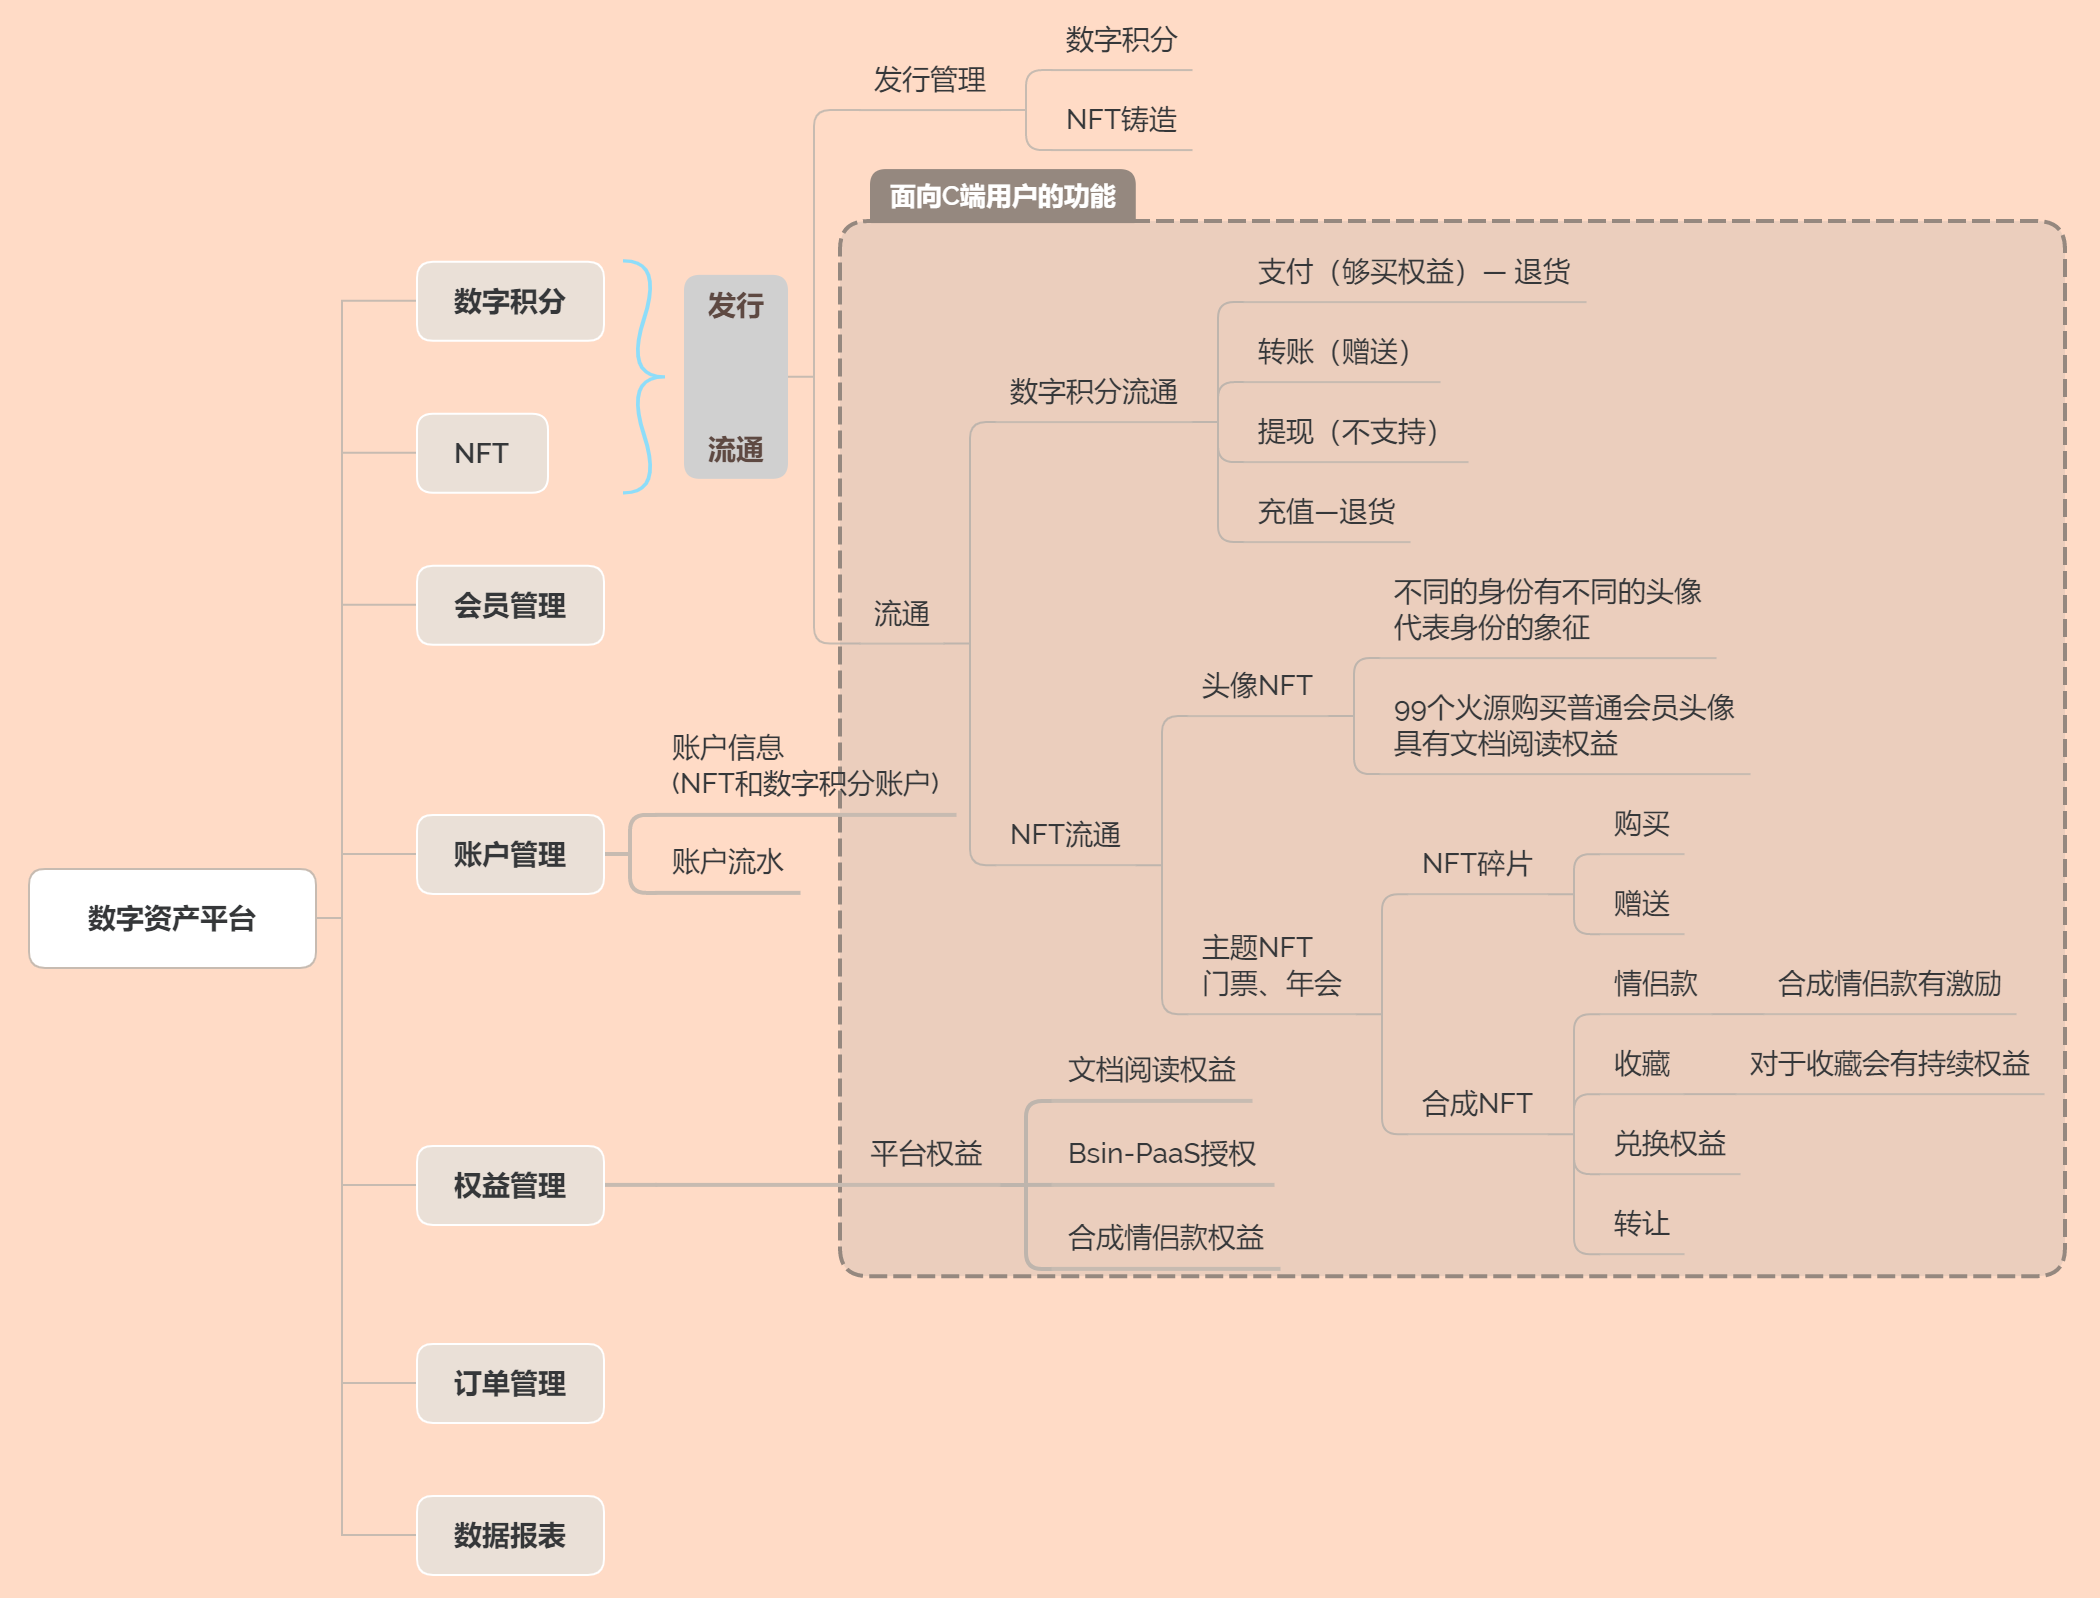 数字资产平台
数字积分
NFT
发行
流通
发行管理
数字积分
NFT铸造
面向C端用户的功能
流通
数字积分流通
支付（够买权益）— 退货
转账（赠送）
提现（不支持）
充值—退货
NFT流通
头像NFT
不同的身份有不同的头像
代表身份的象征
99个火源购买普通会员头像
具有文档阅读权益
主题NFT
门票、年会
NFT碎片
购买
赠送
合成NFT
情侣款
合成情侣款有激励
收藏
对于收藏会有持续权益
兑换权益
转让
会员管理
账户管理
账户信息
(NFT和数字积分账户)
账户流水
权益管理
平台权益
文档阅读权益
Bsin-PaaS授权
合成情侣款权益
订单管理
数据报表